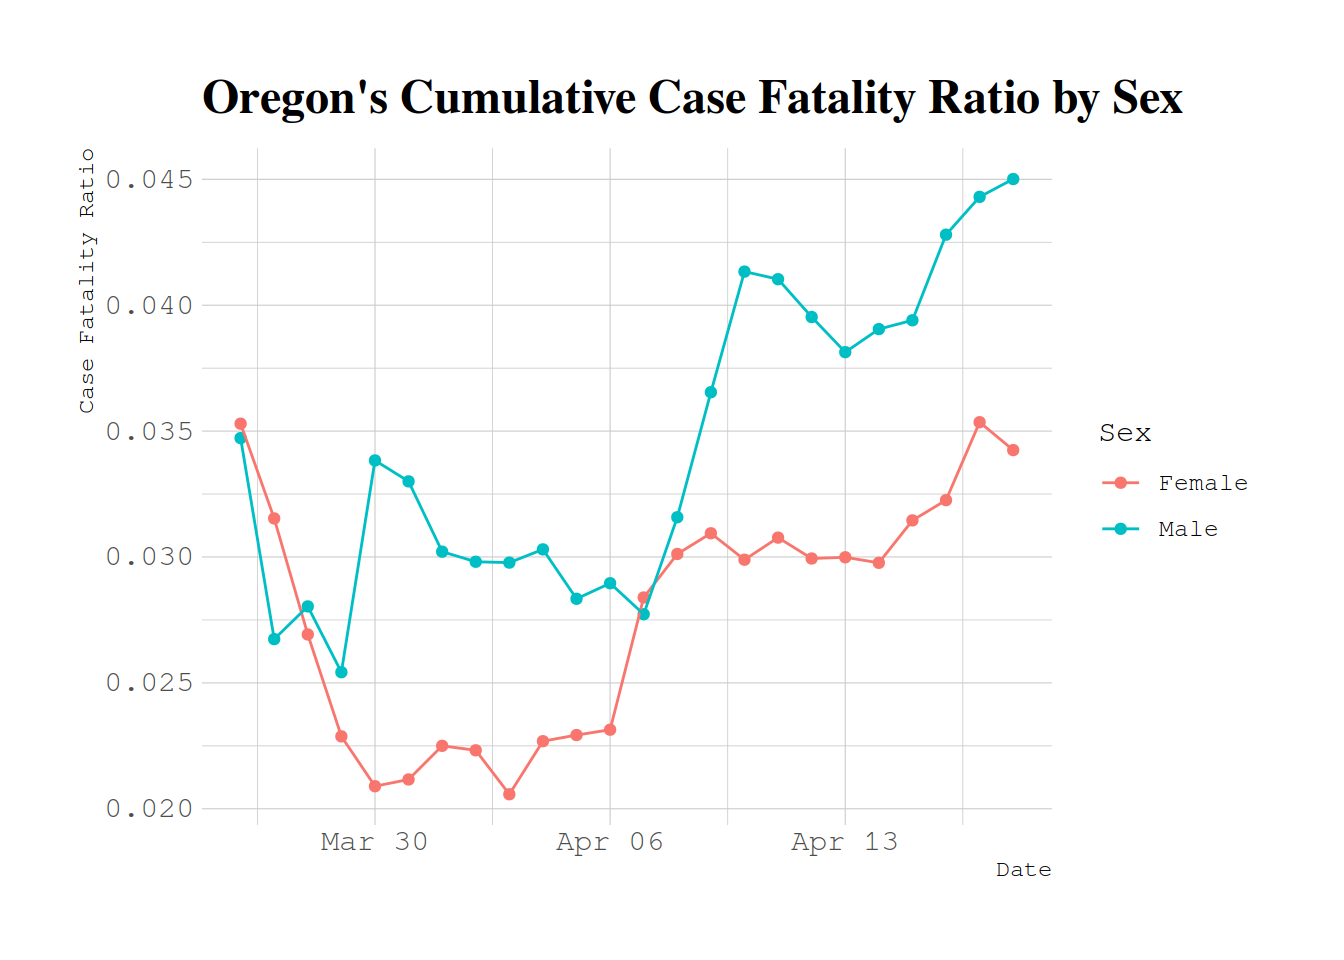 Oregon's Cumulative Case Fatality Ratio by Sex
Case Fatality Ratio
0.045
0.040
0.035
0.030
0.025
0.020
Mar 30
Apr 06
Apr 13
Date
Sex
Female
Male